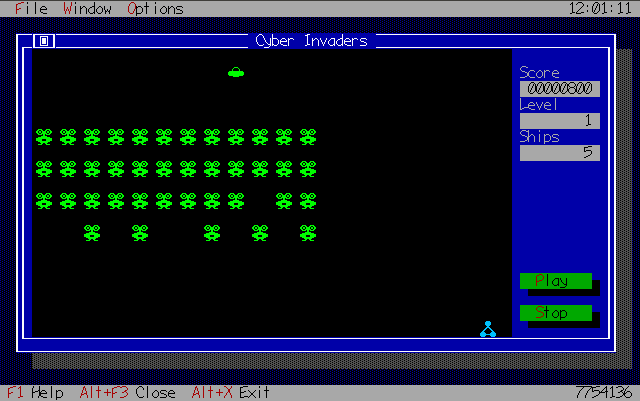 File Window Options 12:01:11
Cyber Invaders
Score
00000800
Level
1
Ships
5
Play
Stop
F1 Help Alt+F3 Close Alt+X Exit 7754136